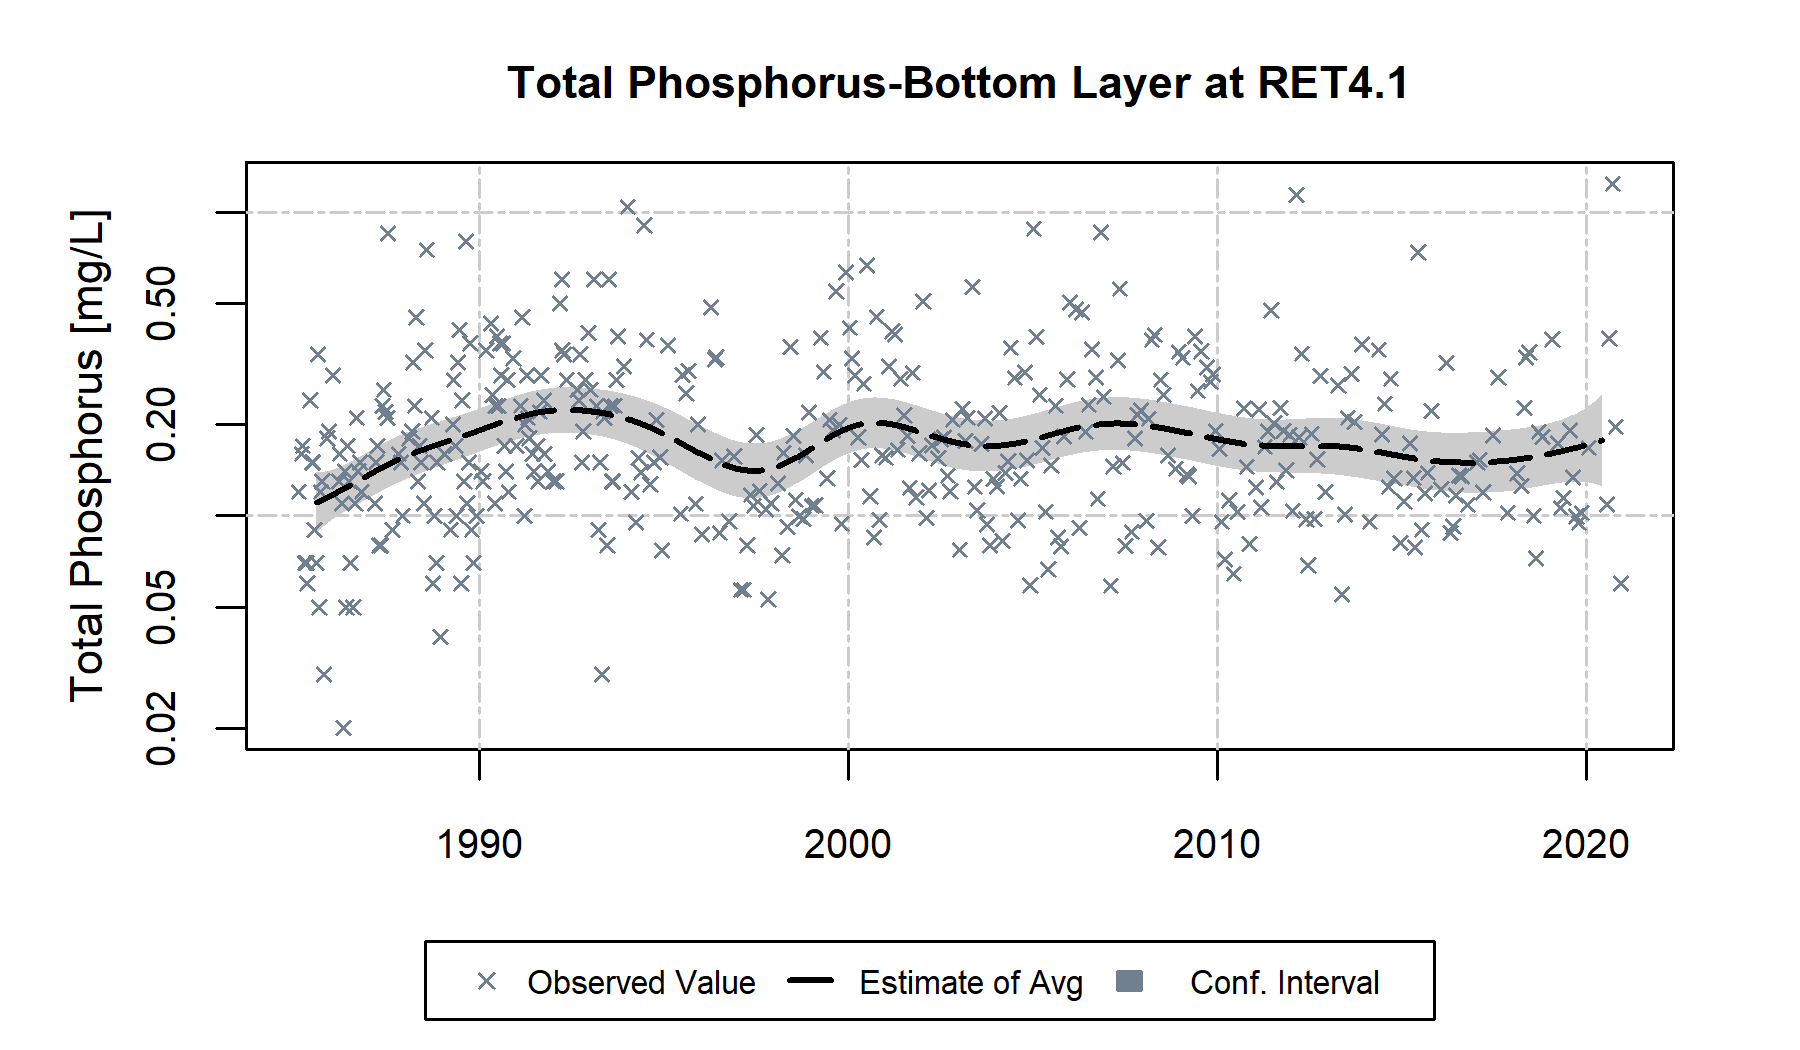 Total Phosphorus-Bottom Layer at RET4.1
Total Phosphorus [mg/L]
0.50
0.20
0.05
0.02
1990 2000 2010 2020
Observed Value Estimate of Avg Conf. Interval